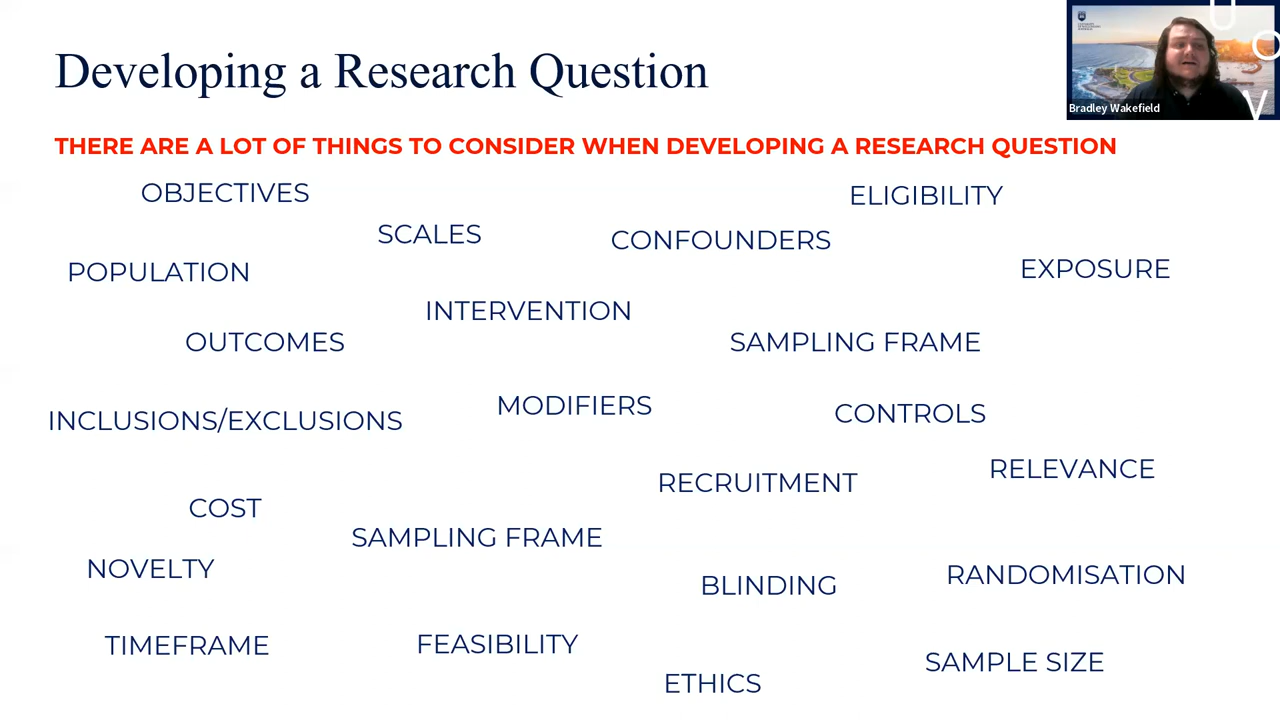 Developing a Research Question
Bradley Wakefield
THERE ARE A LOT OF THINGS TO CONSIDER WHEN DEVELOPING A RESEARCH QUESTION
OBJECTIVES
ELIGIBILITY
SCALES
CONFOUNDERS
POPULATION
EXPOSURE
INTERVENTION
OUTCOMES
SAMPLING FRAME
MODIFIERS
INCLUSIONS/EXCLUSIONS
CONTROLS
RELEVANCE
RECRUITMENT
COST
SAMPLING FRAME
NOVELTY
BLINDING
RANDOMISATION
TIMEFRAME
FEASIBILITY
SAMPLE SIZE
ETHICS